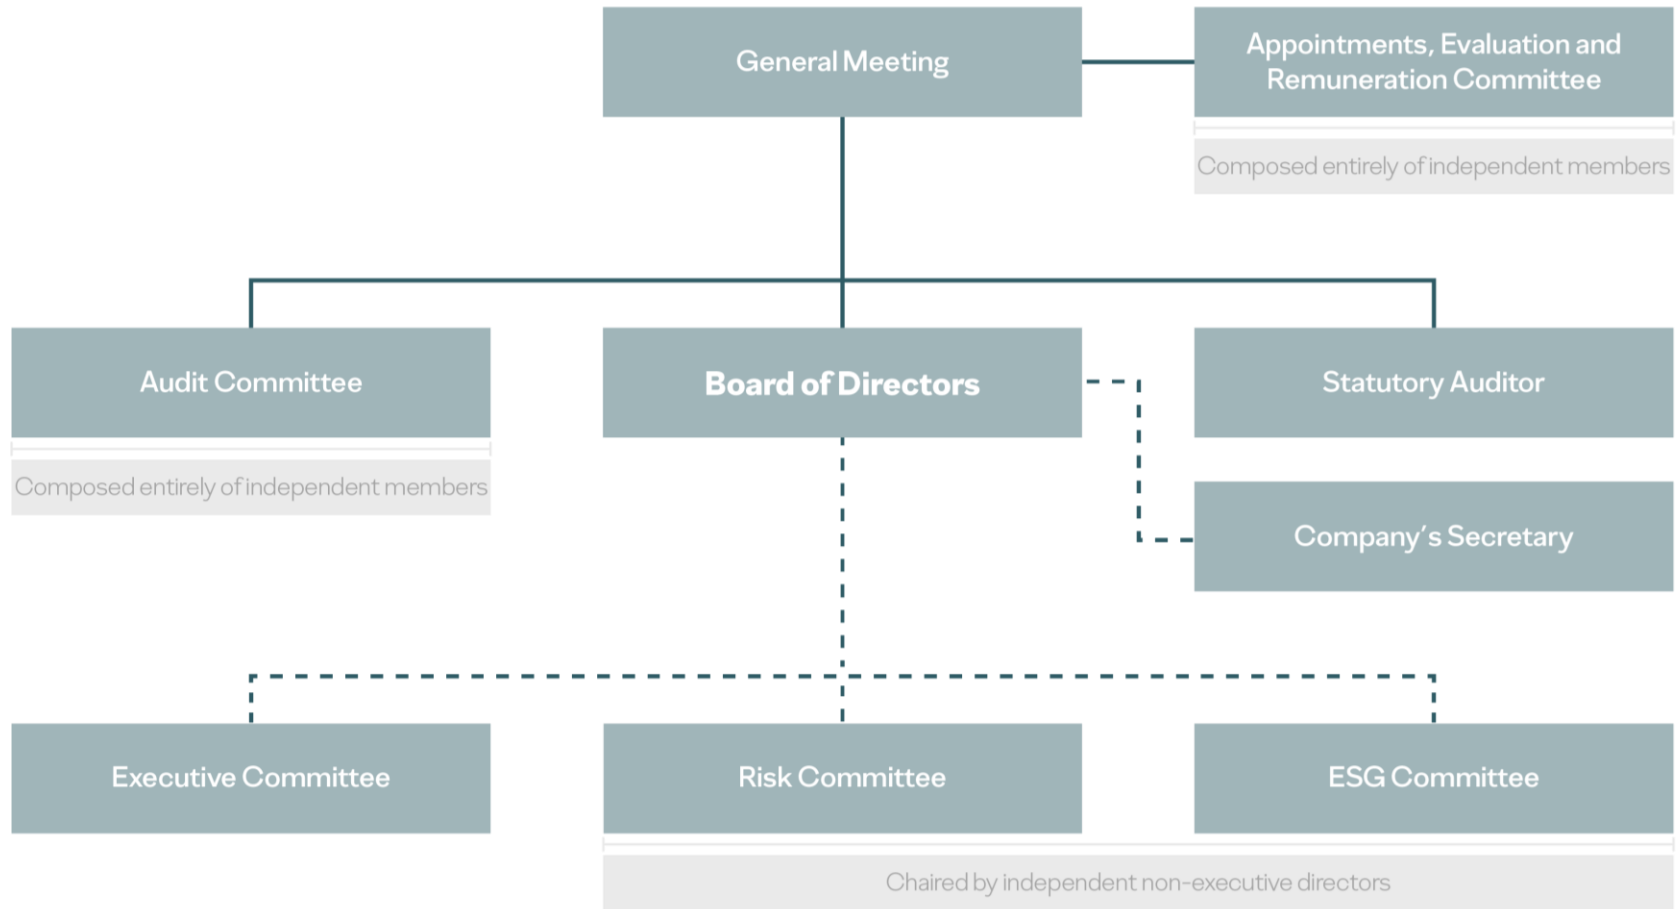 General Meeting
Appointments, Evaluation and
Remuneration Committee
Composed entirely of independent members
Audit Committee
Board of Directors
Statutory Auditor
Composed entirely of independent members
Company's Secretary
Executive Committee
Risk Committee
ESG Committee
Chaired by independent non-executive directors